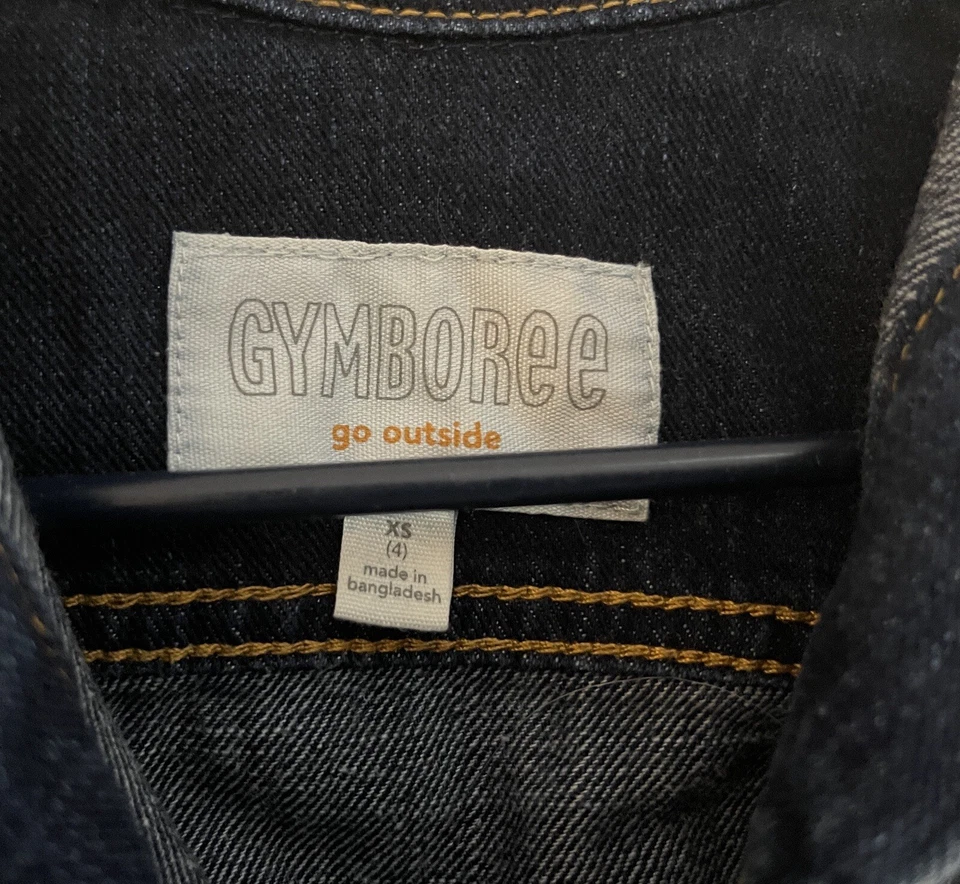 GYMBOREE
go outside
XS
(4)
made in
bangladesh